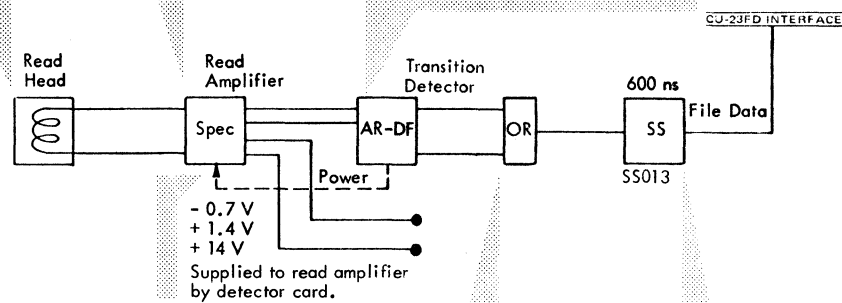 CU-23FD INTERFACE
Read
Head
Read
Amplifier
Transition
Detector
600 ns
Spec
AR-DF
OR
SS
File Data
SS013
Power
- 0.7 V
+ 1.4 V
+ 14 V
Supplied to read amplifier
by detector card.